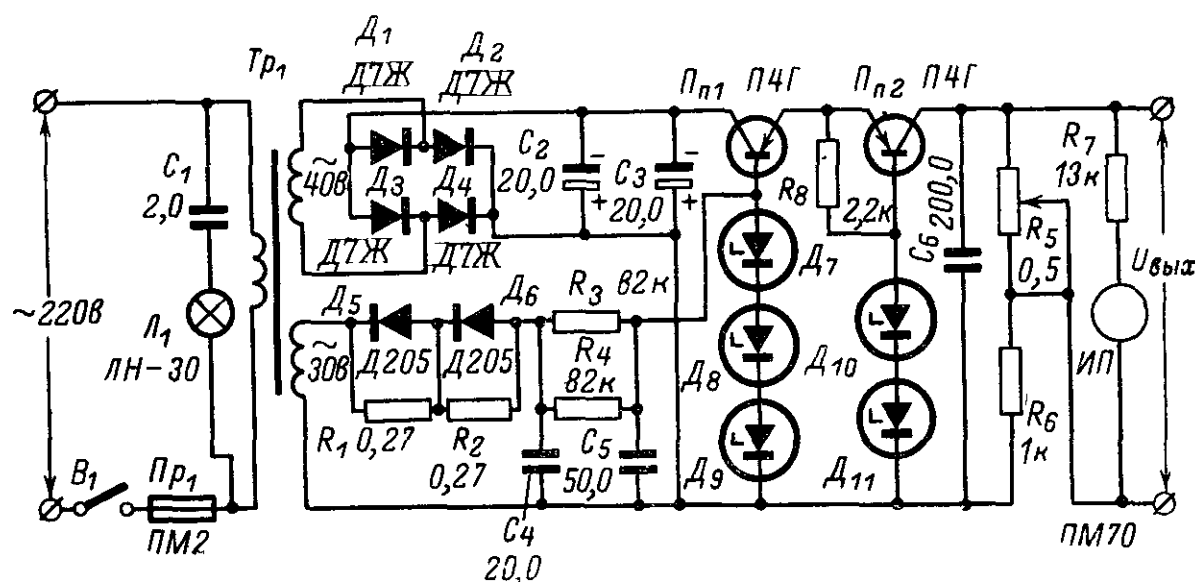 Д1
Д7Ж
Д2
Д7Ж
Тр1
Пп1 П4Г
Пп2 П4Г
C1
2,0
~
40В
Д3
Д4
Д7Ж
Д7Ж
C2
20,0
−
+
C3
20,0
−
+
R8
2,2к
C6
200,0
R5
0,5
R7
13к
Uвых
~220В
Л1
ЛН-30
Д5
Д6
Д205
Д205
~
30В
R1 0,27
R2
0,27
R3 82к
R4
82к
C4
20,0
C5
50,0
Д7
Д8
Д9
Д10
Д11
R6
1к
ИП
В1
Пр1
ПМ2
ПМ70